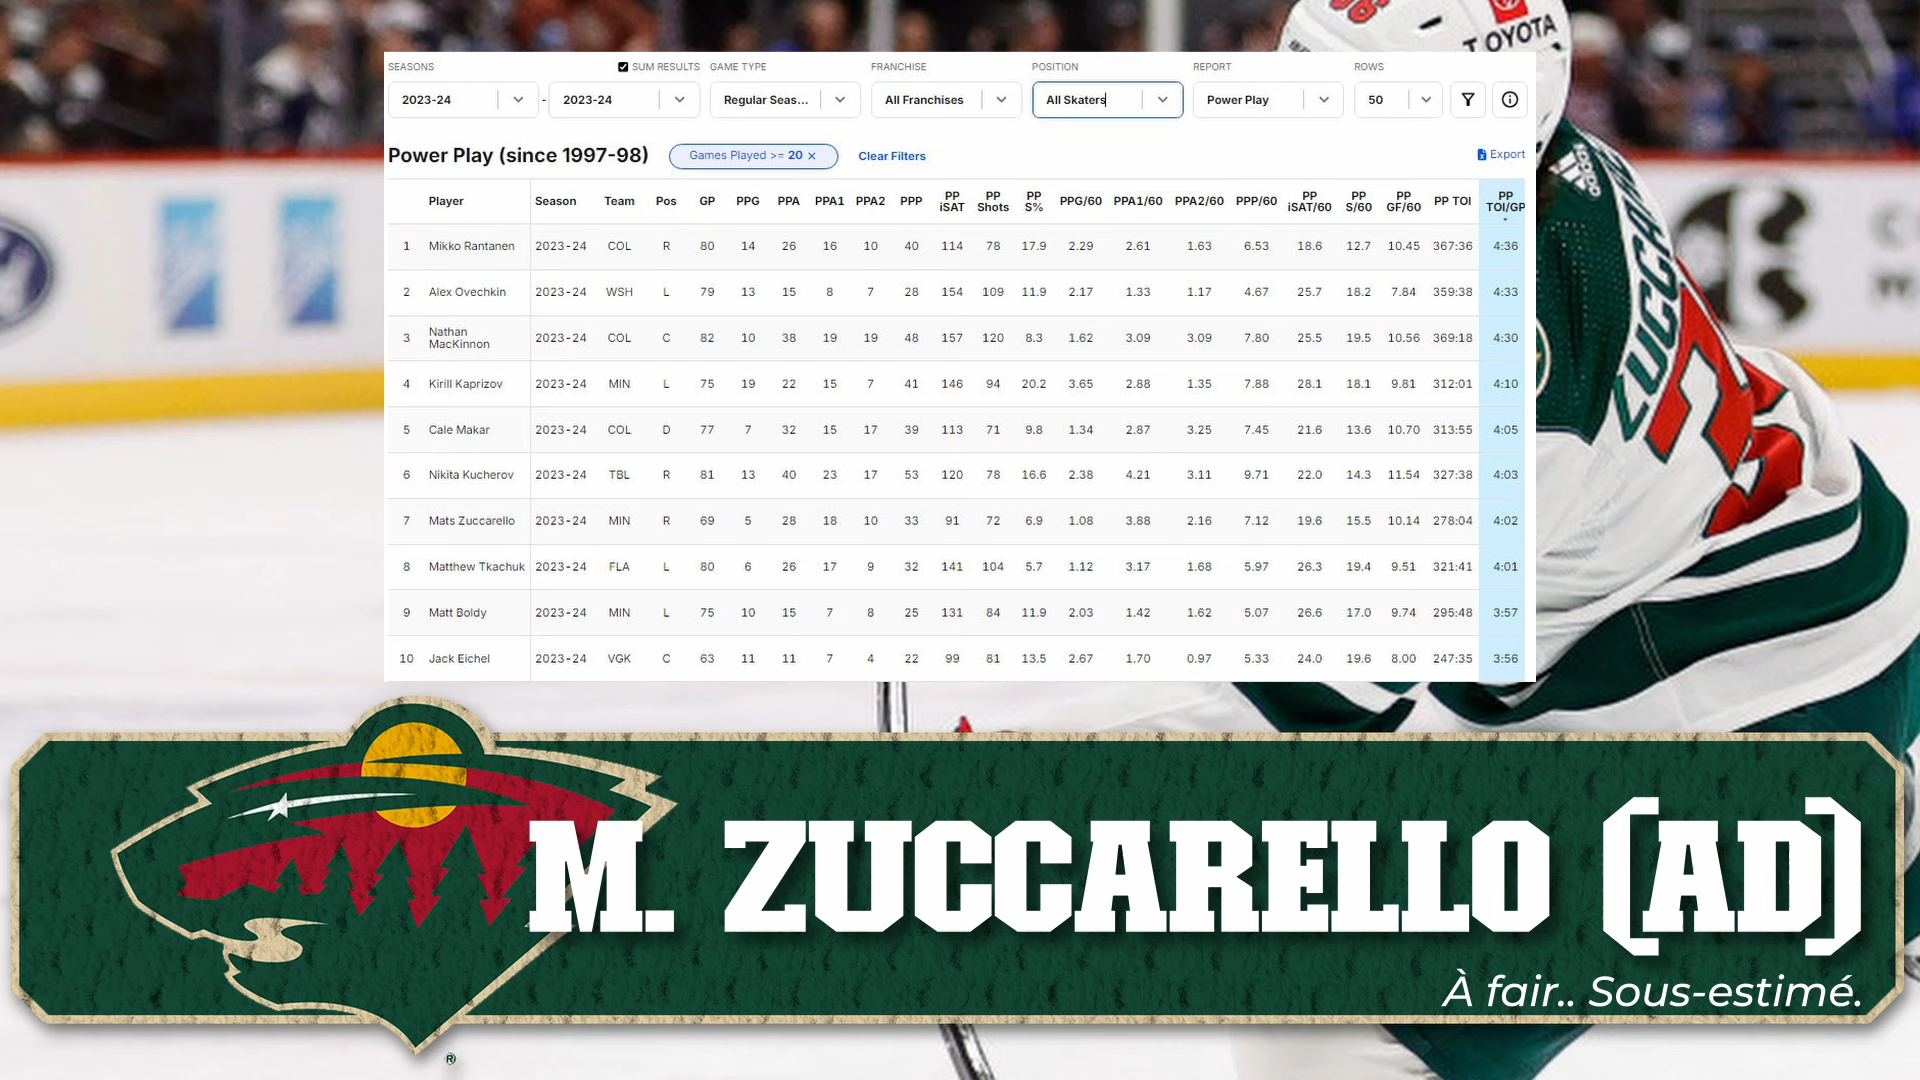 TOYOTA
SEASONS SUM RESULTS GAME TYPE FRANCHISE POSITION REPORT ROWS
2023-24 - 2023-24 Regular Seas... All Franchises All Skaters Power Play 50
Power Play (since 1997-98) Games Played >= 20 × Clear Filters Export
Player Season Team Pos GP PPG PPA PPA1 PPA2 PPP PP iSAT PP Shots PP S% PPG/60 PPA1/60 PPA2/60 PPP/60 PP iSAT/60 PP S/60 PP GF/60 PP TOI PP TOI/GP
1 Mikko Rantanen 2023-24 COL R 80 14 26 16 10 40 114 78 17.9 2.29 2.61 1.63 6.53 18.6 12.7 10.45 367:36 4:36
2 Alex Ovechkin 2023-24 WSH L 79 13 15 8 7 28 154 109 11.9 2.17 1.33 1.17 4.67 25.7 18.2 7.84 359:38 4:33
3 Nathan MacKinnon 2023-24 COL C 82 10 38 19 19 48 157 120 8.3 1.62 3.09 3.09 7.80 25.5 19.5 10.56 369:18 4:30
4 Kirill Kaprizov 2023-24 MIN L 75 19 22 15 7 41 146 94 20.2 3.65 2.88 1.35 7.88 28.1 18.1 9.81 312:01 4:10
5 Cale Makar 2023-24 COL D 77 7 32 15 17 39 113 71 9.8 1.34 2.87 3.25 7.45 21.6 13.6 10.70 313:55 4:05
6 Nikita Kucherov 2023-24 TBL R 81 13 40 23 17 53 120 78 16.6 2.38 4.21 3.11 9.71 22.0 14.3 11.54 327:38 4:03
7 Mats Zuccarello 2023-24 MIN R 69 5 28 18 10 33 91 72 6.9 1.08 3.88 2.16 7.12 19.6 15.5 10.14 278:04 4:02
8 Matthew Tkachuk 2023-24 FLA L 80 6 26 17 9 32 141 104 5.7 1.12 3.17 1.68 5.97 26.3 19.4 9.51 321:41 4:01
9 Matt Boldy 2023-24 MIN L 75 10 15 7 8 25 131 84 11.9 2.03 1.42 1.62 5.07 26.6 17.0 9.74 295:48 3:57
10 Jack Eichel 2023-24 VGK C 63 11 11 7 4 22 99 81 13.5 2.67 1.70 0.97 5.33 24.0 19.6 8.00 247:35 3:56
adidas
ZUCCA
M. ZUCCARELLO (AD)
À fair.. Sous-estimé.
®